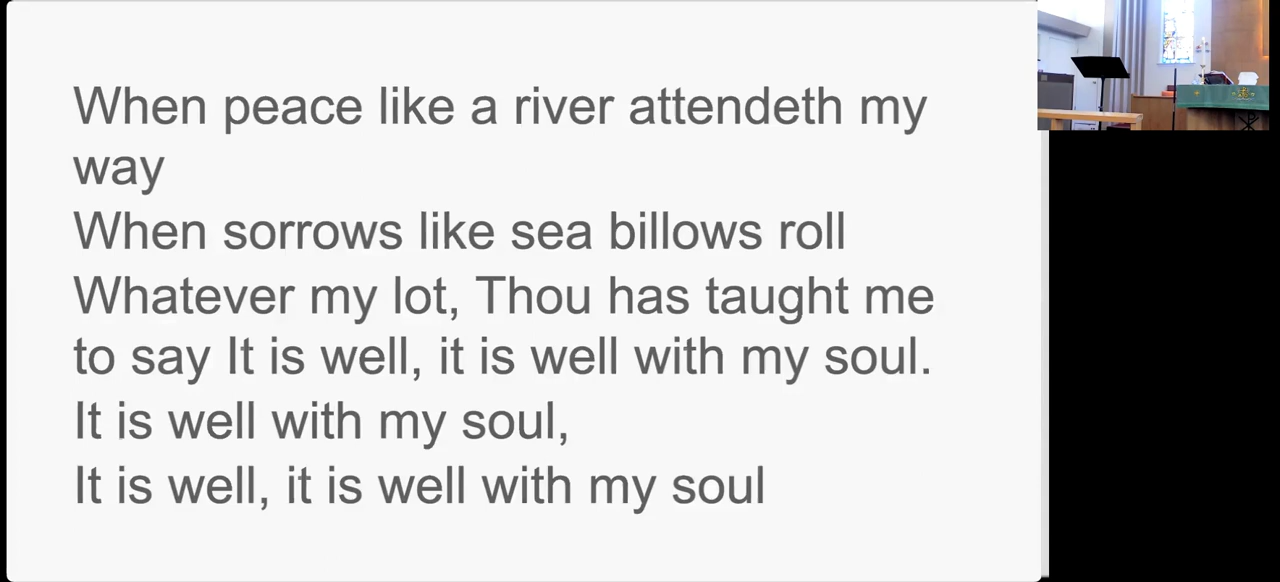 When peace like a river attendeth my
way
When sorrows like sea billows roll
Whatever my lot, Thou has taught me
to say It is well, it is well with my soul.
It is well with my soul,
It is well, it is well with my soul